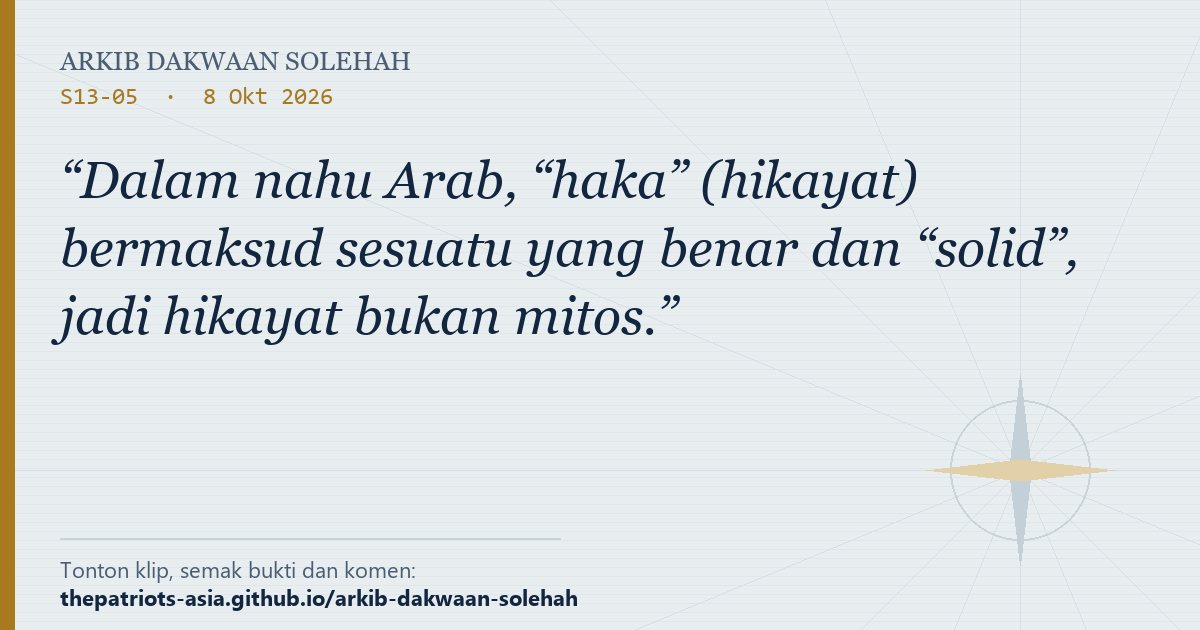 ARKIB DAKWAAN SOLEHAH
S13-05 · 8 Okt 2026
“Dalam nahu Arab, “haka” (hikayat)
bermaksud sesuatu yang benar dan “solid”,
jadi hikayat bukan mitos.”
Tonton klip, semak bukti dan komen:
thepatriots-asia.github.io/arkib-dakwaan-solehah